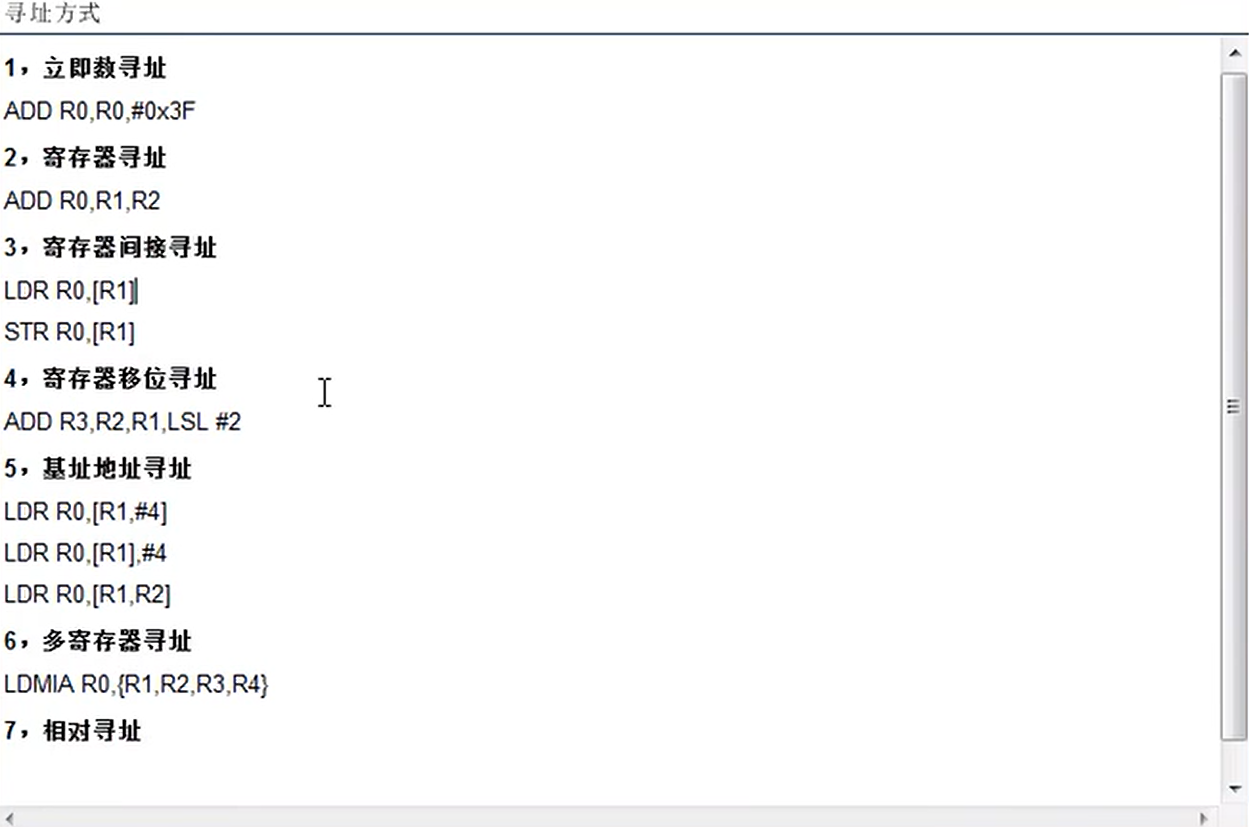 寻址方式
1，立即数寻址
ADD R0,R0,#0x3F
2，寄存器寻址
ADD R0,R1,R2
3，寄存器间接寻址
LDR R0,[R1]
STR R0,[R1]
4，寄存器移位寻址
ADD R3,R2,R1,LSL #2
5，基址地址寻址
LDR R0,[R1,#4]
LDR R0,[R1],#4
LDR R0,[R1,R2]
6，多寄存器寻址
LDMIA R0,{R1,R2,R3,R4}
7，相对寻址